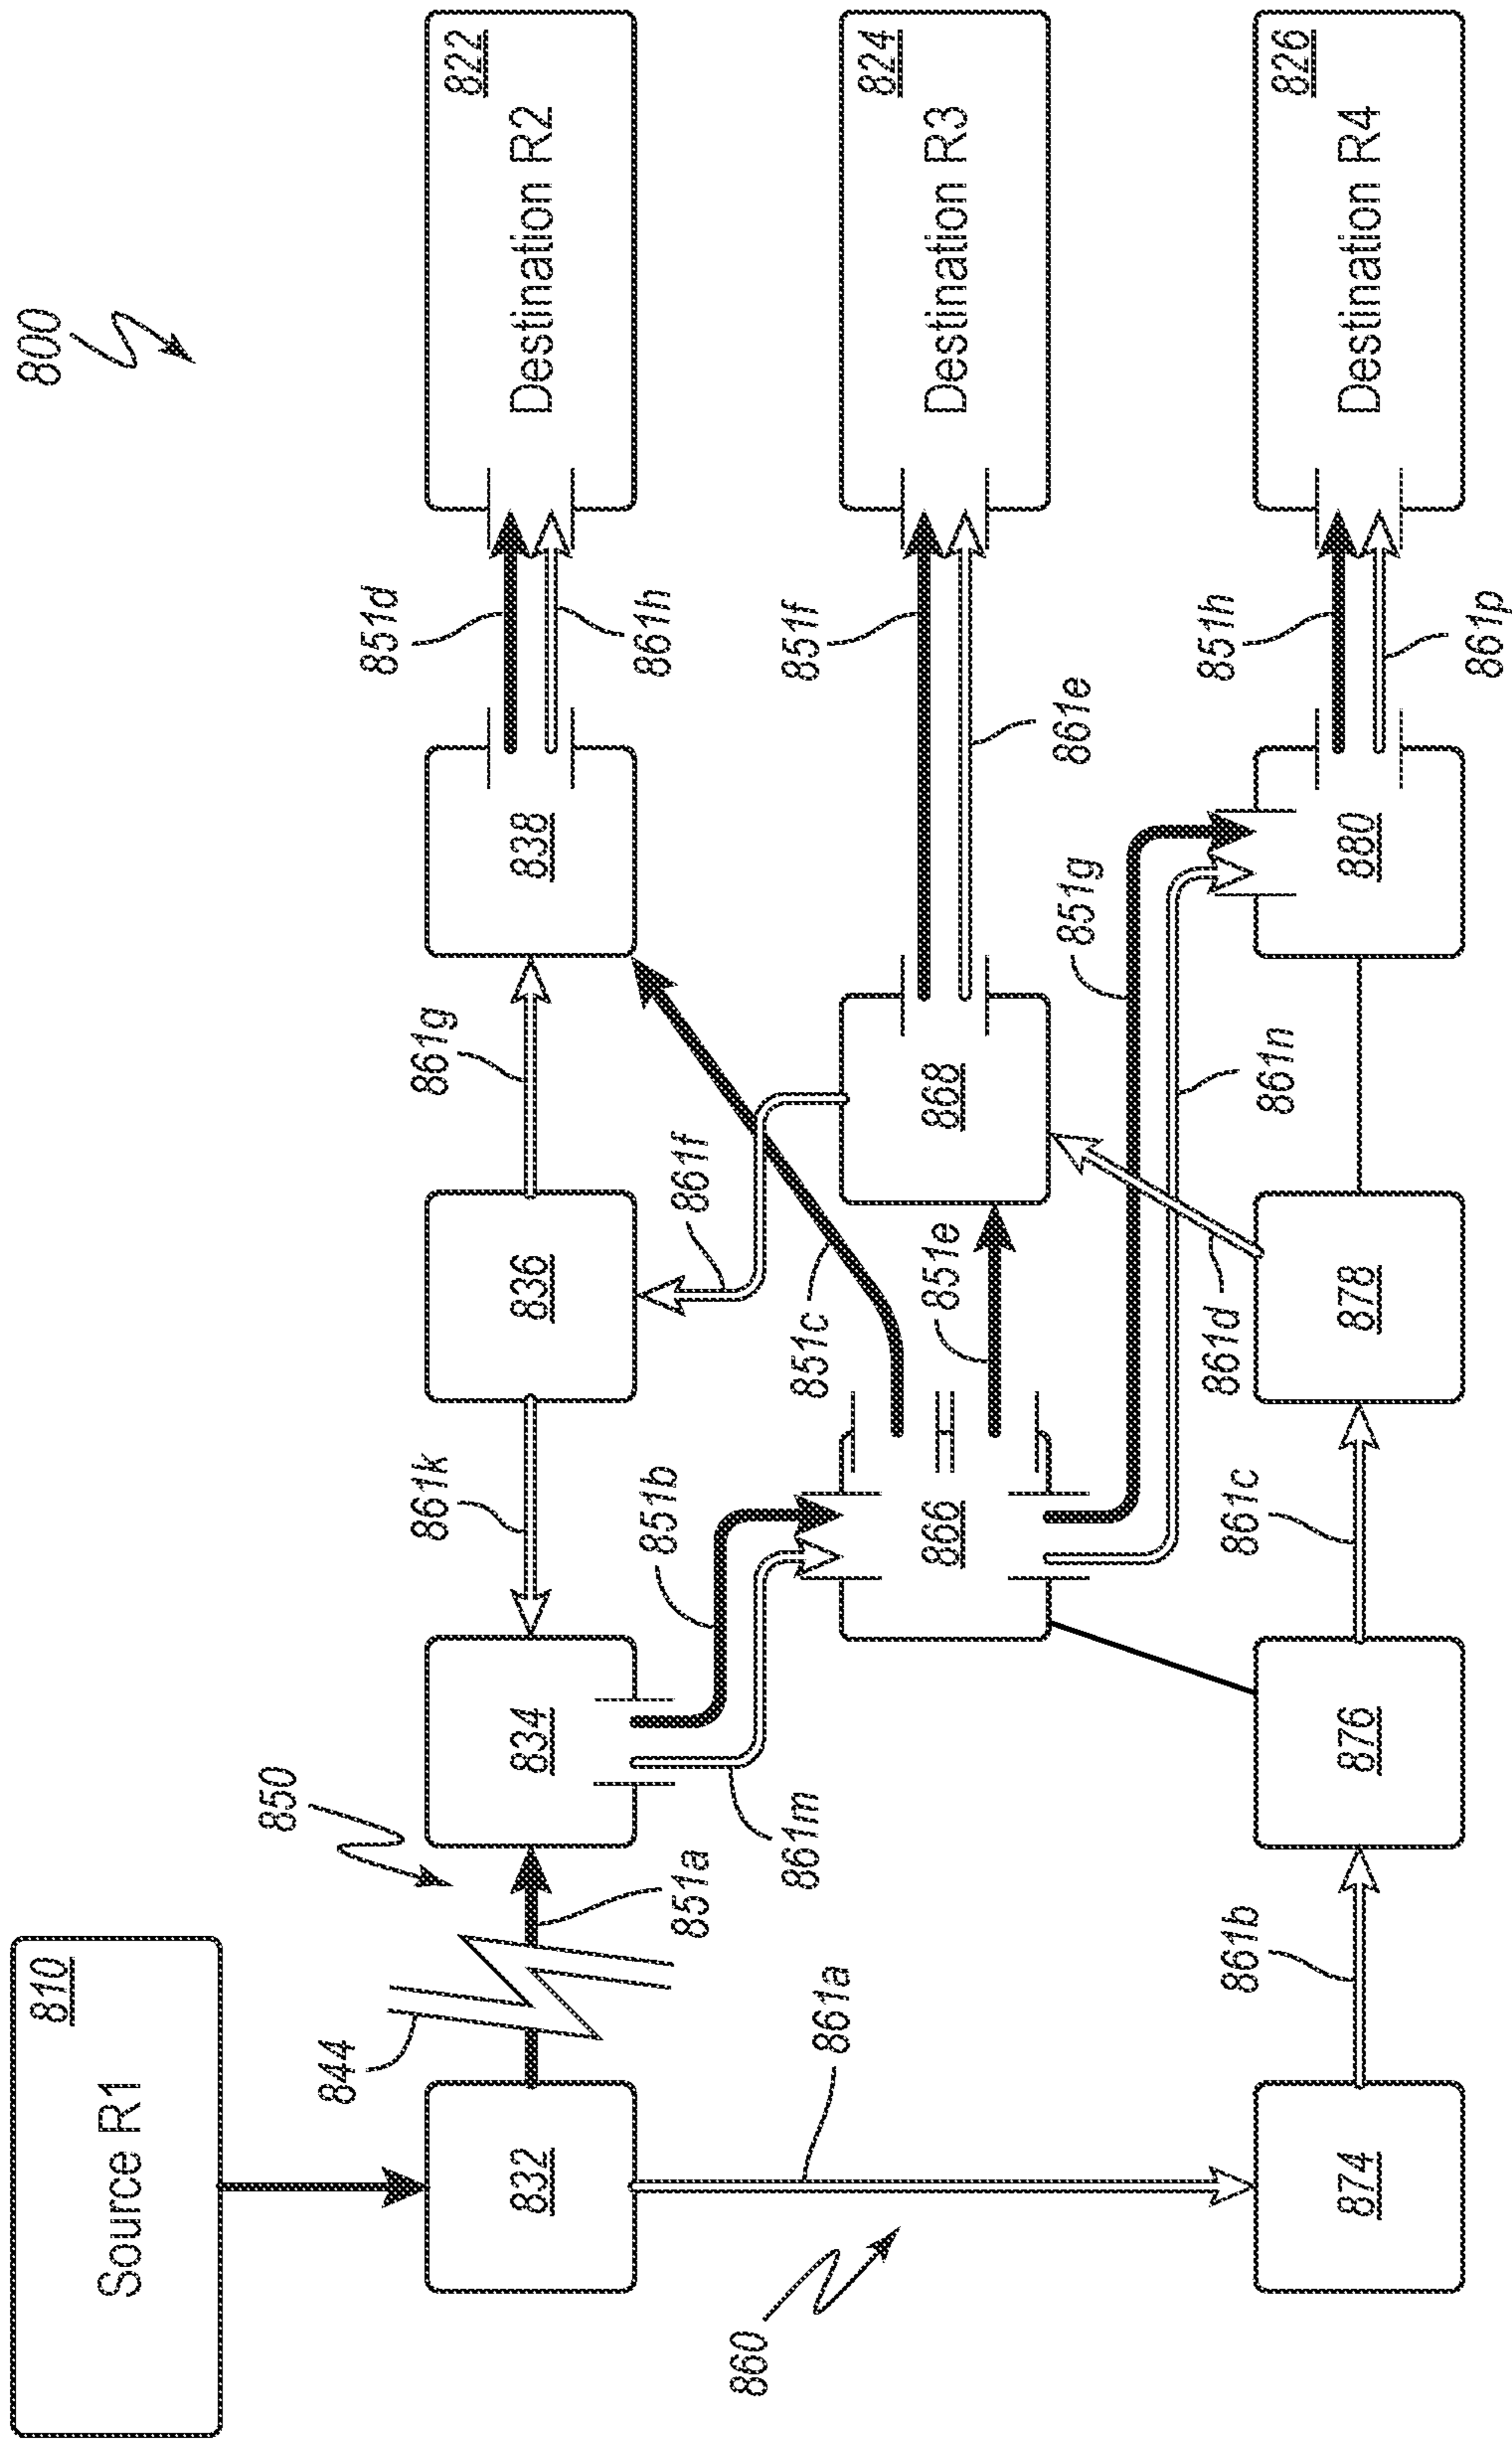 800
810
Source R1
822
Destination R2
824
Destination R3
826
Destination R4
850
844
851a
832
834
836
838
861k
861g
851d
861h
851b
861m
861f
851c
851e
866
868
851f
861e
851g
861n
861d
860
861a
861b
861c
874
876
878
880
851h
861p